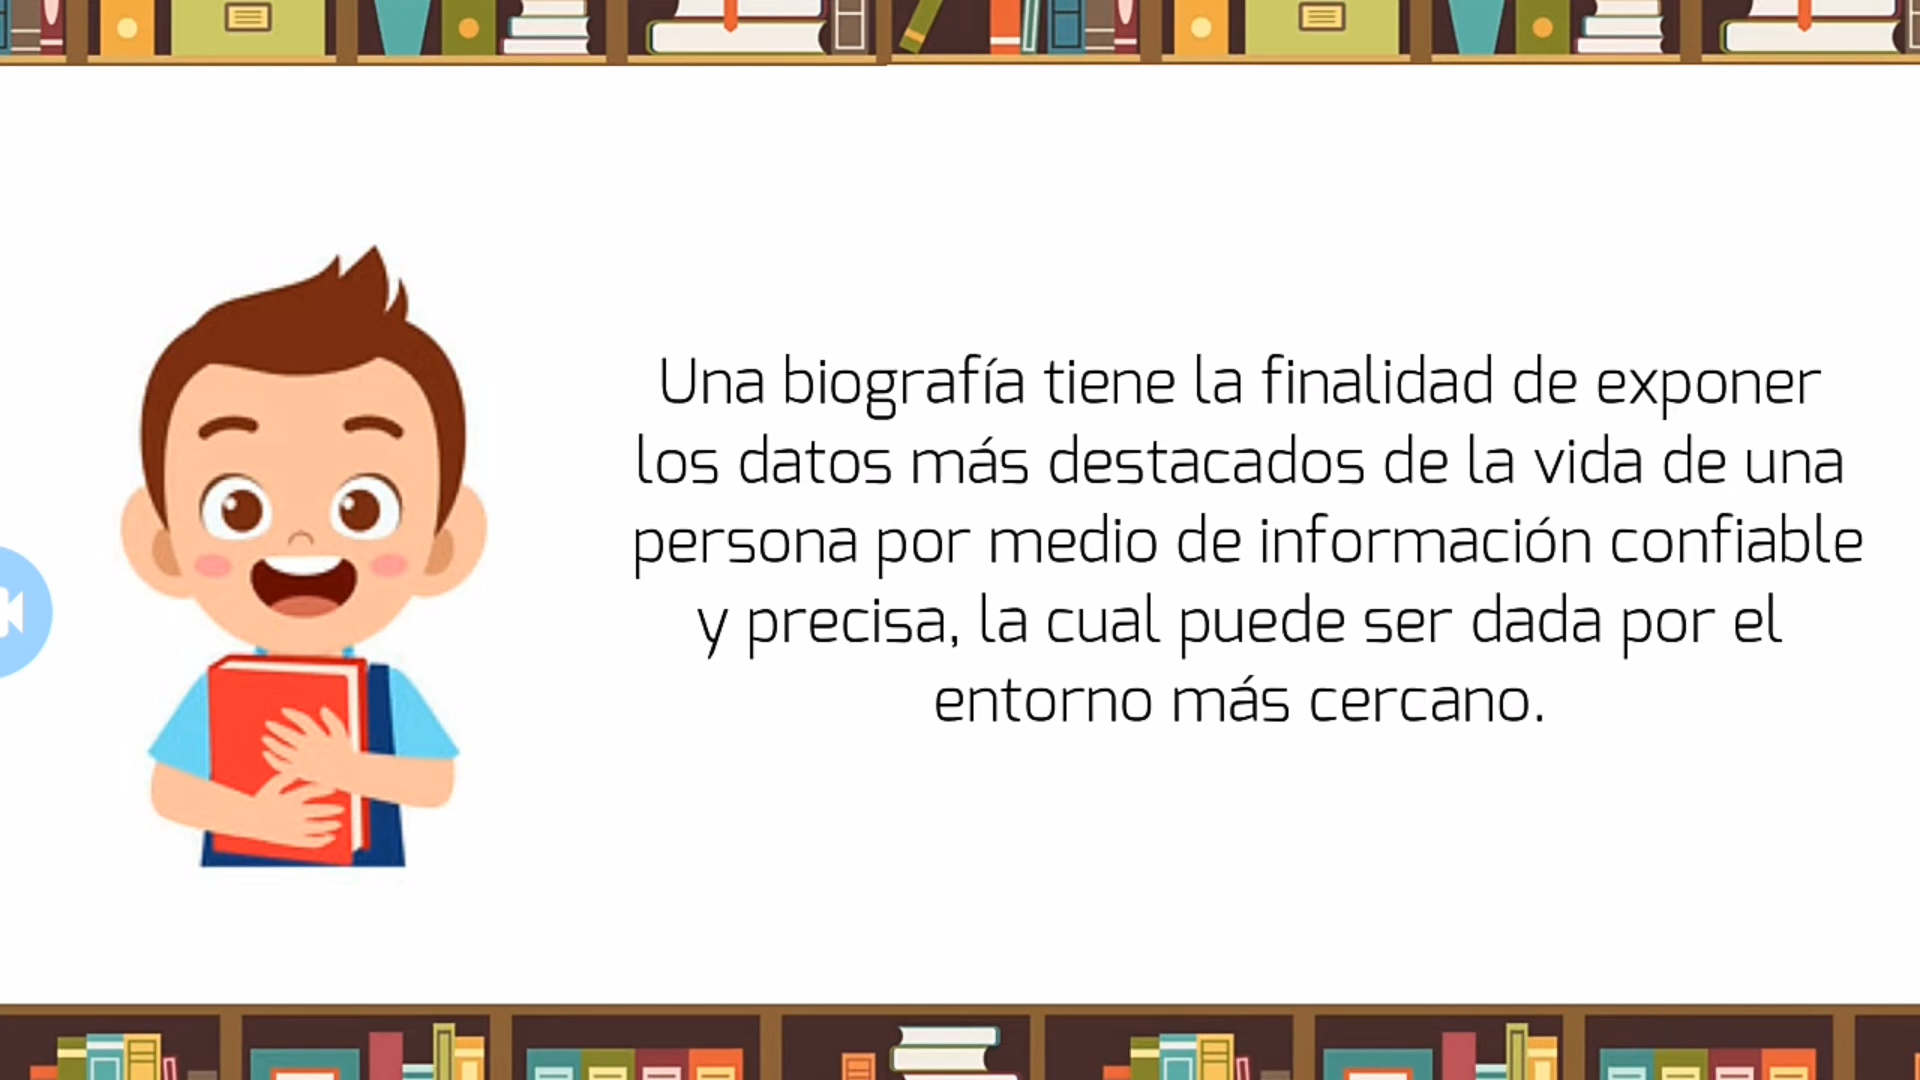 Una biografía tiene la finalidad de exponer
los datos más destacados de la vida de una
persona por medio de información confiable
y precisa, la cual puede ser dada por el
entorno más cercano.